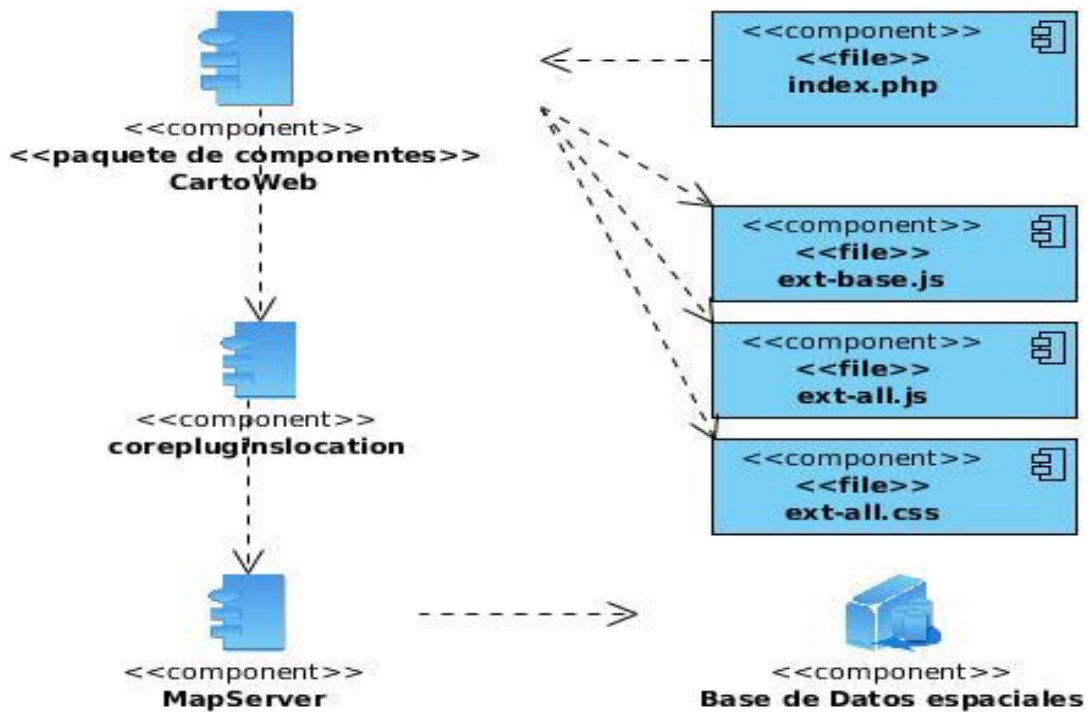 <<component>>
<<paquete de componentes>>
CartoWeb
<<component>>
<<file>>
index.php
<<component>>
<<file>>
ext-base.js
<<component>>
<<file>>
ext-all.js
<<component>>
corepluginslocation
<<component>>
<<file>>
ext-all.css
<<component>>
MapServer
<<component>>
Base de Datos espaciales